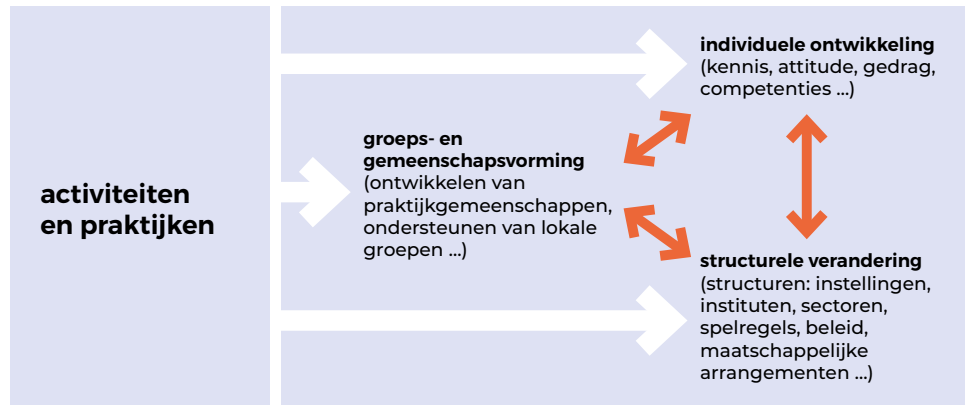 activiteiten
en praktijken
groeps- en
gemeenschapsvorming
(ontwikkelen van
praktijkgemeenschappen,
ondersteunen van lokale
groepen ...)
individuele ontwikkeling
(kennis, attitude, gedrag,
competenties ...)
structurele verandering
(structuren: instellingen,
instituten, sectoren,
spelregels, beleid,
maatschappelijke
arrangementen ...)